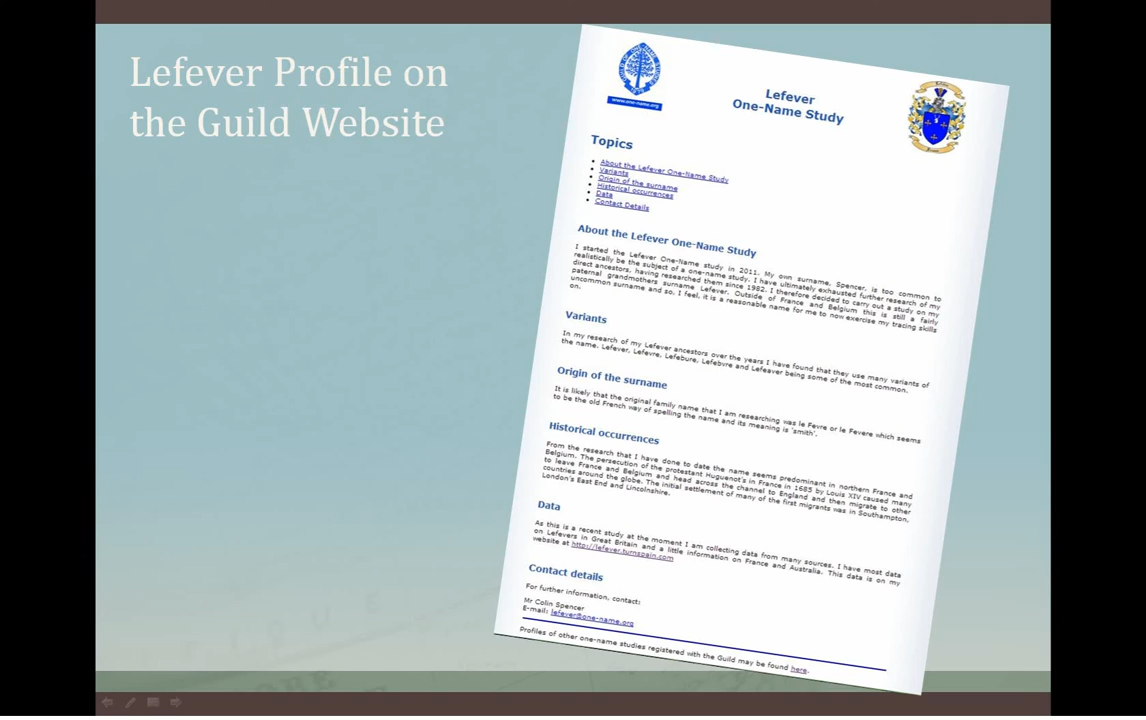 Lefever Profile on
the Guild Website
www.one-name.org
Lefever
One-Name Study
Topics
About the Lefever One-Name Study
Variants
Origin of the surname
Historical occurrences
Data
Contact Details
About the Lefever One-Name Study
I started the Lefever One-Name study in 2011. My own surname, Spencer, is too common to
realistically be the subject of a one-name study. I have ultimately exhausted further research of my
direct ancestors, having researched them since 1982. I therefore decided to carry out a study on my
paternal grandmothers surname Lefever. Outside of France and Belgium this is still a fairly
uncommon surname and so, I feel, it is a reasonable name for me to now exercise my tracing skills
on.
Variants
In my research of my Lefever ancestors over the years I have found that they use many variants of
the name. Lefever, Lefevre, Lefebure, Lefebvre and Lefeaver being some of the most common.
Origin of the surname
It is likely that the original family name that I am researching was le Fevre or le Fevere which seems
to be the old French way of spelling the name and its meaning is 'smith'.
Historical occurrences
From the research that I have done to date the name seems predominant in northern France and
Belgium. The persecution of the protestant Huguenot's in France in 1685 by Louis XIV caused many
to leave France and Belgium and head across the channel to England and then migrate to other
countries around the globe. The initial settlement of many of the first migrants was in Southampton,
London's East End and Lincolnshire.
Data
As this is a recent study at the moment I am collecting data from many sources. I have most data
on Lefevers in Great Britain and a little information on France and Australia. This data is on my
website at http://lefever.turnspain.com
Contact details
For further information, contact:
Mr Colin Spencer
E-mail: lefever@one-name.org
Profiles of other one-name studies registered with the Guild may be found here.